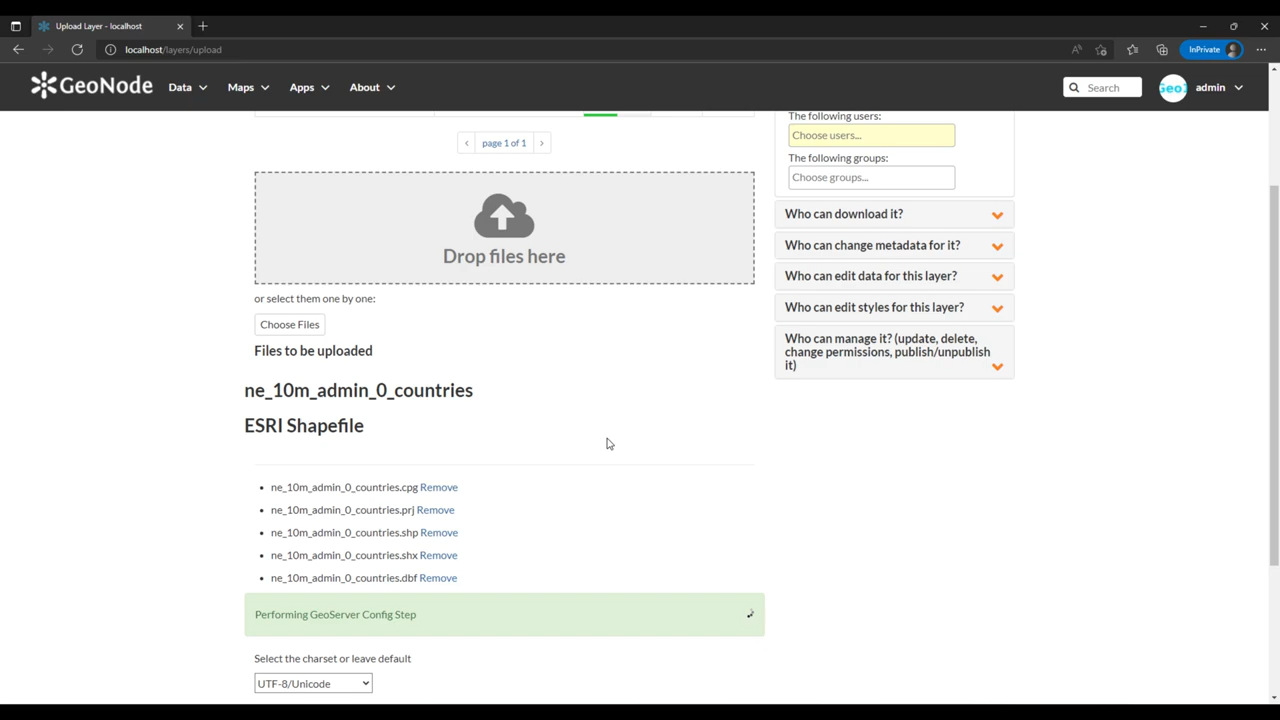 Upload Layer - localhost
localhost/layers/upload
InPrivate
GeoNode
Data
Maps
Apps
About
Search
Geo
admin
page 1 of 1
The following users:
Choose users...
The following groups:
Choose groups...
Drop files here
or select them one by one:
Choose Files
Files to be uploaded
Who can download it?
Who can change metadata for it?
Who can edit data for this layer?
Who can edit styles for this layer?
Who can manage it? (update, delete,
change permissions, publish/unpublish
it)
ne_10m_admin_0_countries
ESRI Shapefile
ne_10m_admin_0_countries.cpg Remove
ne_10m_admin_0_countries.prj Remove
ne_10m_admin_0_countries.shp Remove
ne_10m_admin_0_countries.shx Remove
ne_10m_admin_0_countries.dbf Remove
Performing GeoServer Config Step
Select the charset or leave default
UTF-8/Unicode